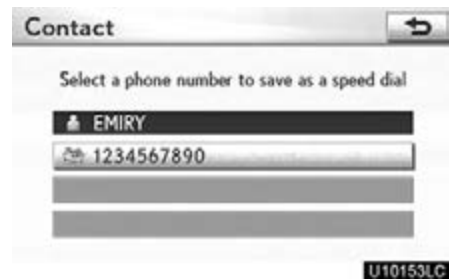 Contact
Select a phone number to save as a speed dial
EMIRY
1234567890
U10153LC